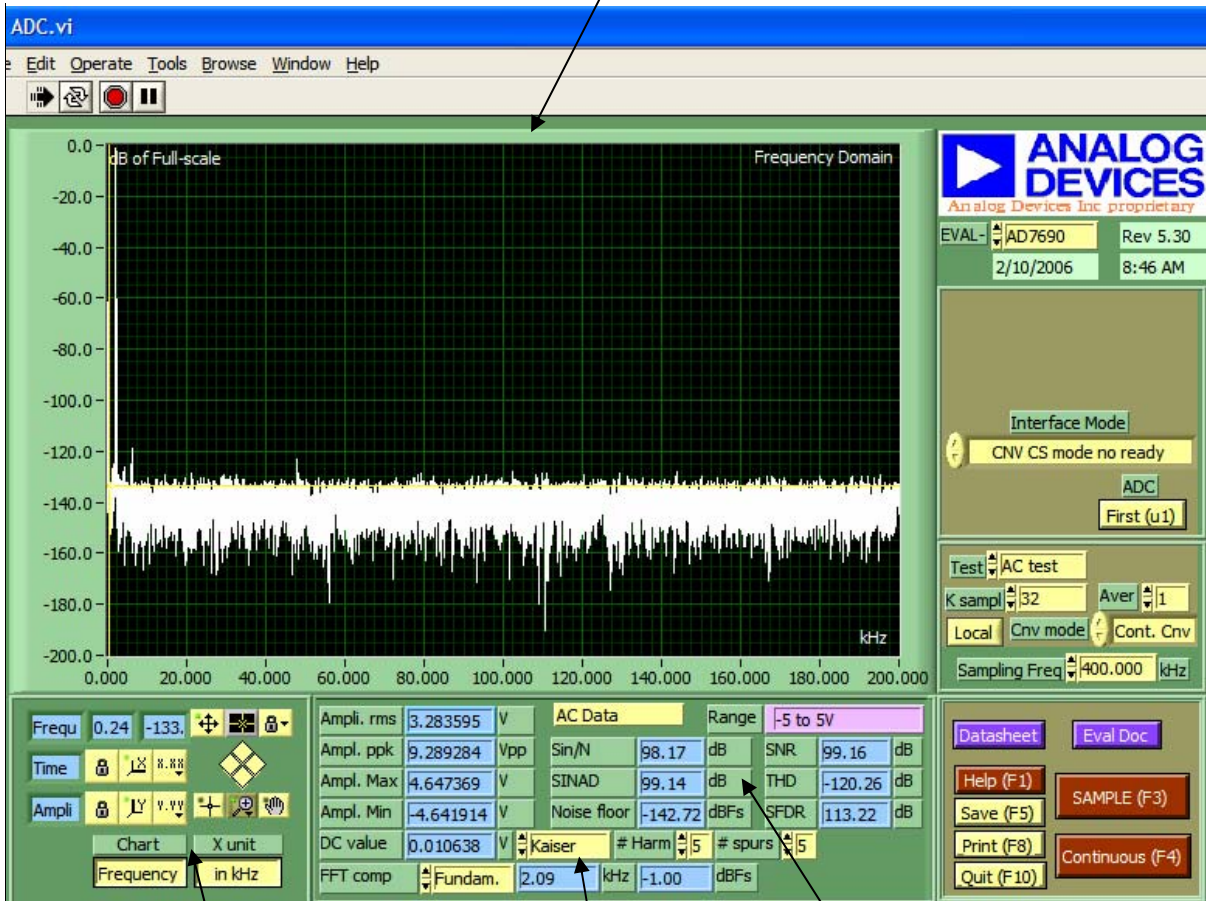 ADC.vi
e Edit Operate Tools Browse Window Help
dB of Full-scale
Frequency Domain
0.0
-20.0
-40.0
-60.0
-80.0
-100.0
-120.0
-140.0
-160.0
-180.0
-200.0
kHz
0.000 20.000 40.000 60.000 80.000 100.000 120.000 140.000 160.000 180.000 200.000
ANALOG
DEVICES
Analog Devices Inc proprietary
EVAL- AD7690 Rev 5.30
2/10/2006 8:46 AM
Interface Mode
CNV CS mode no ready
ADC
First (u1)
Test AC test
K sampl 32 Aver 1
Local Cnv mode Cont. Cnv
Sampling Freq 400.000 kHz
Frequ 0.24 -133.
Time X X.XX
Ampli Y Y.YY
Chart X unit
Frequency in kHz
Ampli. rms 3.283595 V AC Data Range -5 to 5V
Ampl. ppk 9.289284 Vpp Sin/N 98.17 dB SNR 99.16 dB
Ampl. Max 4.647369 V SINAD 99.14 dB THD -120.26 dB
Ampl. Min -4.641914 V Noise floor -142.72 dBFs SFDR 113.22 dB
DC value 0.010638 V Kaiser # Harm 5 # spurs 5
FFT comp Fundam. 2.09 kHz -1.00 dBFs
Datasheet Eval Doc
Help (F1)
SAMPLE (F3)
Save (F5)
Print (F8)
Continuous (F4)
Quit (F10)